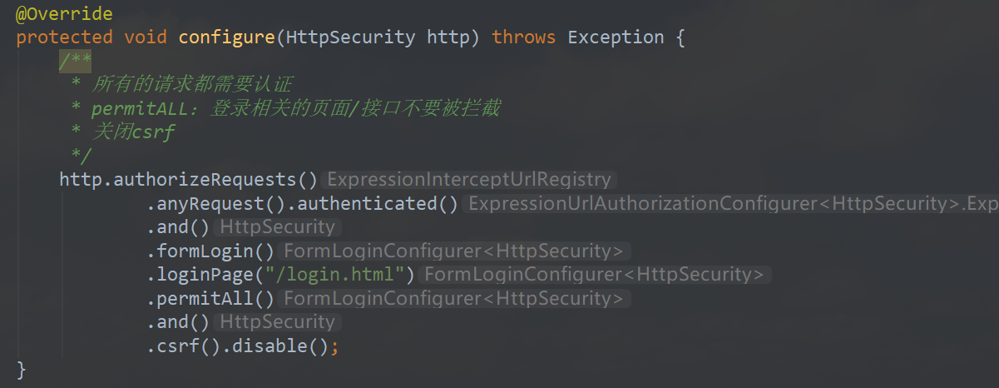 @Override
protected void configure(HttpSecurity http) throws Exception {
/**
* 所有的请求都需要认证
* permitALL: 登录相关的页面/接口不要被拦截
* 关闭csrf
*/
http.authorizeRequests() ExpressionInterceptUrlRegistry
.anyRequest().authenticated() ExpressionUrlAuthorizationConfigurer<HttpSecurity>.Exp
.and() HttpSecurity
.formLogin() FormLoginConfigurer<HttpSecurity>
.loginPage("/login.html") FormLoginConfigurer<HttpSecurity>
.permitAll() FormLoginConfigurer<HttpSecurity>
.and() HttpSecurity
.csrf().disable();
}